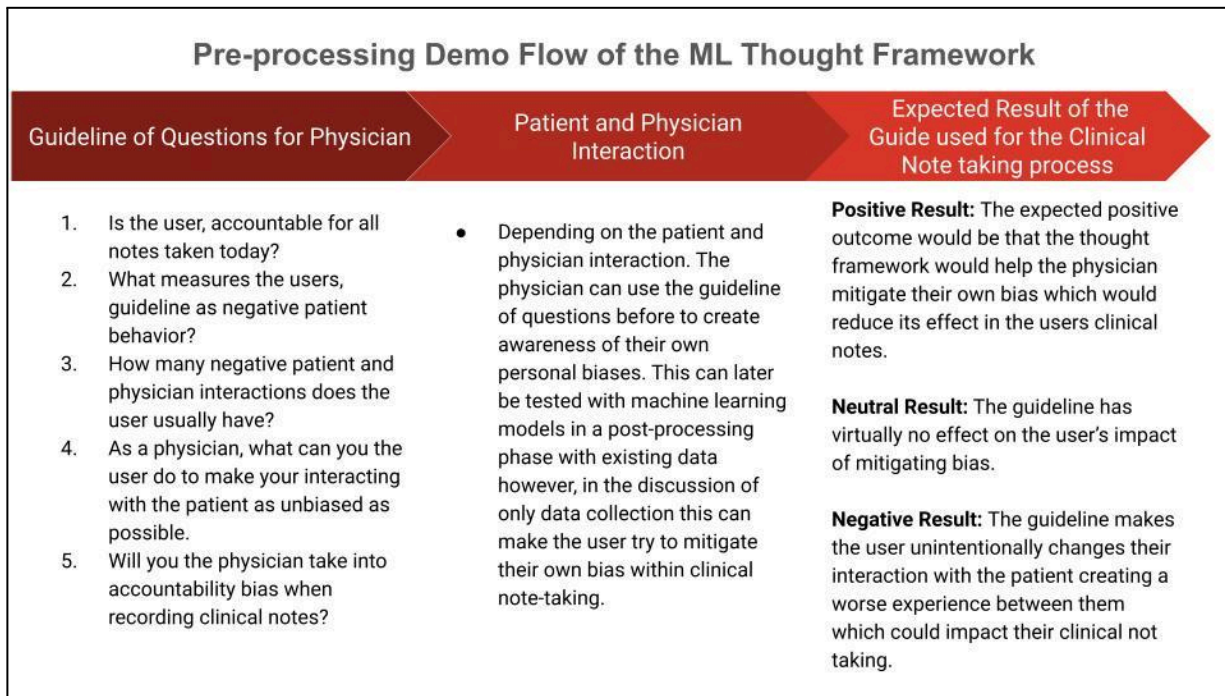 Pre-processing Demo Flow of the ML Thought Framework
Guideline of Questions for Physician
Patient and Physician
Interaction
Expected Result of the
Guide used for the Clinical
Note taking process
1. Is the user, accountable for all
notes taken today?
2. What measures the users,
guideline as negative patient
behavior?
3. How many negative patient and
physician interactions does the
user usually have?
4. As a physician, what can you the
user do to make your interacting
with the patient as unbiased as
possible.
5. Will you the physician take into
accountability bias when
recording clinical notes?
● Depending on the patient and
physician interaction. The
physician can use the guideline
of questions before to create
awareness of their own
personal biases. This can later
be tested with machine learning
models in a post-processing
phase with existing data
however, in the discussion of
only data collection this can
make the user try to mitigate
their own bias within clinical
note-taking.
Positive Result: The expected positive
outcome would be that the thought
framework would help the physician
mitigate their own bias which would
reduce its effect in the users clinical
notes.
Neutral Result: The guideline has
virtually no effect on the user’s impact
of mitigating bias.
Negative Result: The guideline makes
the user unintentionally changes their
interaction with the patient creating a
worse experience between them
which could impact their clinical not
taking.